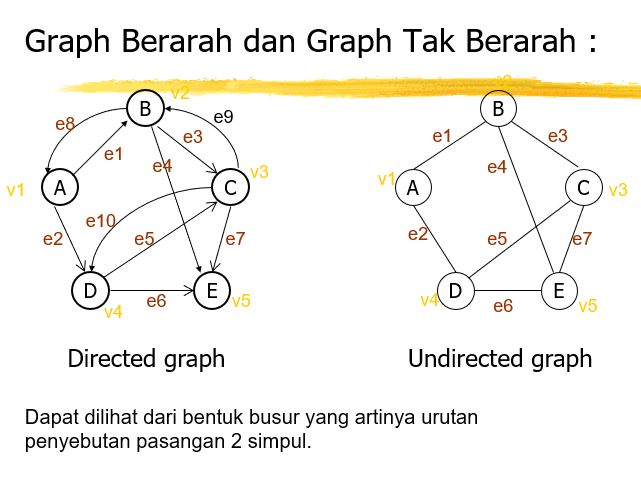 Graph Berarah dan Graph Tak Berarah :
v2
B
e8
e9
e3
e1
e4
v3
v1
A
C
e10
e2
e5
e7
D
E
e6
v5
v4
Directed graph
v2
B
e1
e3
e4
v1
A
C
v3
e2
e5
e7
v4
D
E
e6
v5
Undirected graph
Dapat dilihat dari bentuk busur yang artinya urutan
penyebutan pasangan 2 simpul.